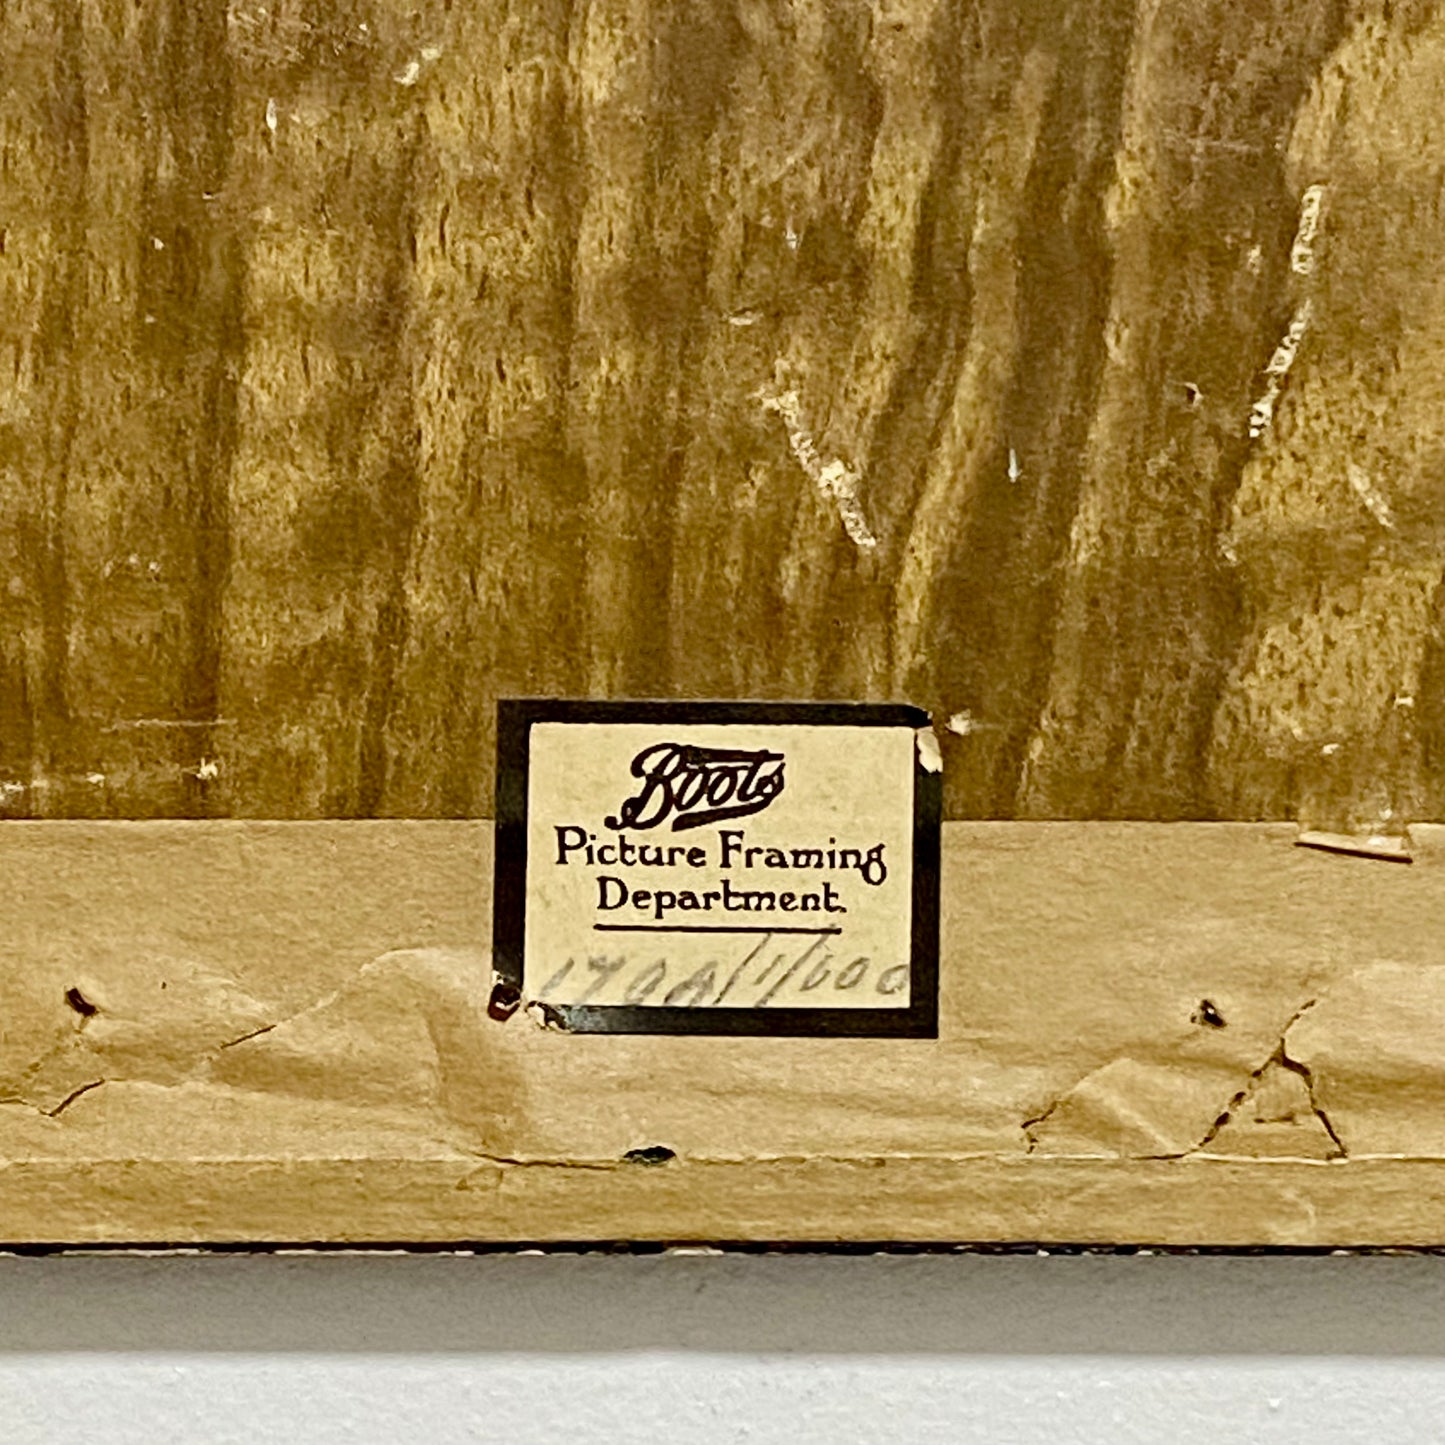 Boots
Picture Framing
Department.